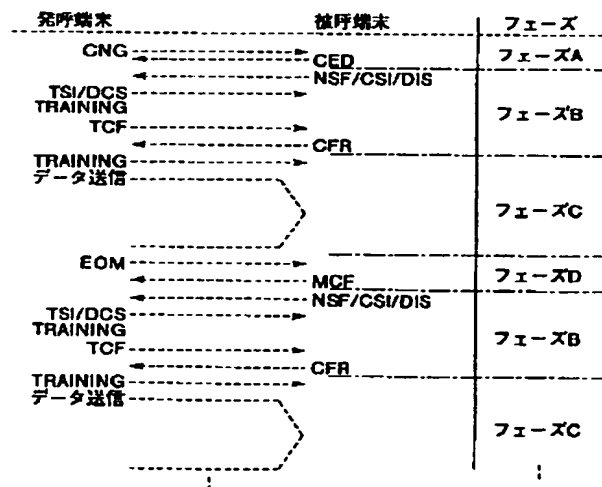 発呼端末 被呼端末 フェーズ
CNG
CED
フェーズA
NSF/CSI/DIS
TSI/DCS
TRAINING
フェーズB
TCF
CFR
TRAINING
データ送信
フェーズC
EOM
MCF
フェーズD
NSF/CSI/DIS
TSI/DCS
TRAINING
フェーズB
TCF
CFR
TRAINING
データ送信
フェーズC